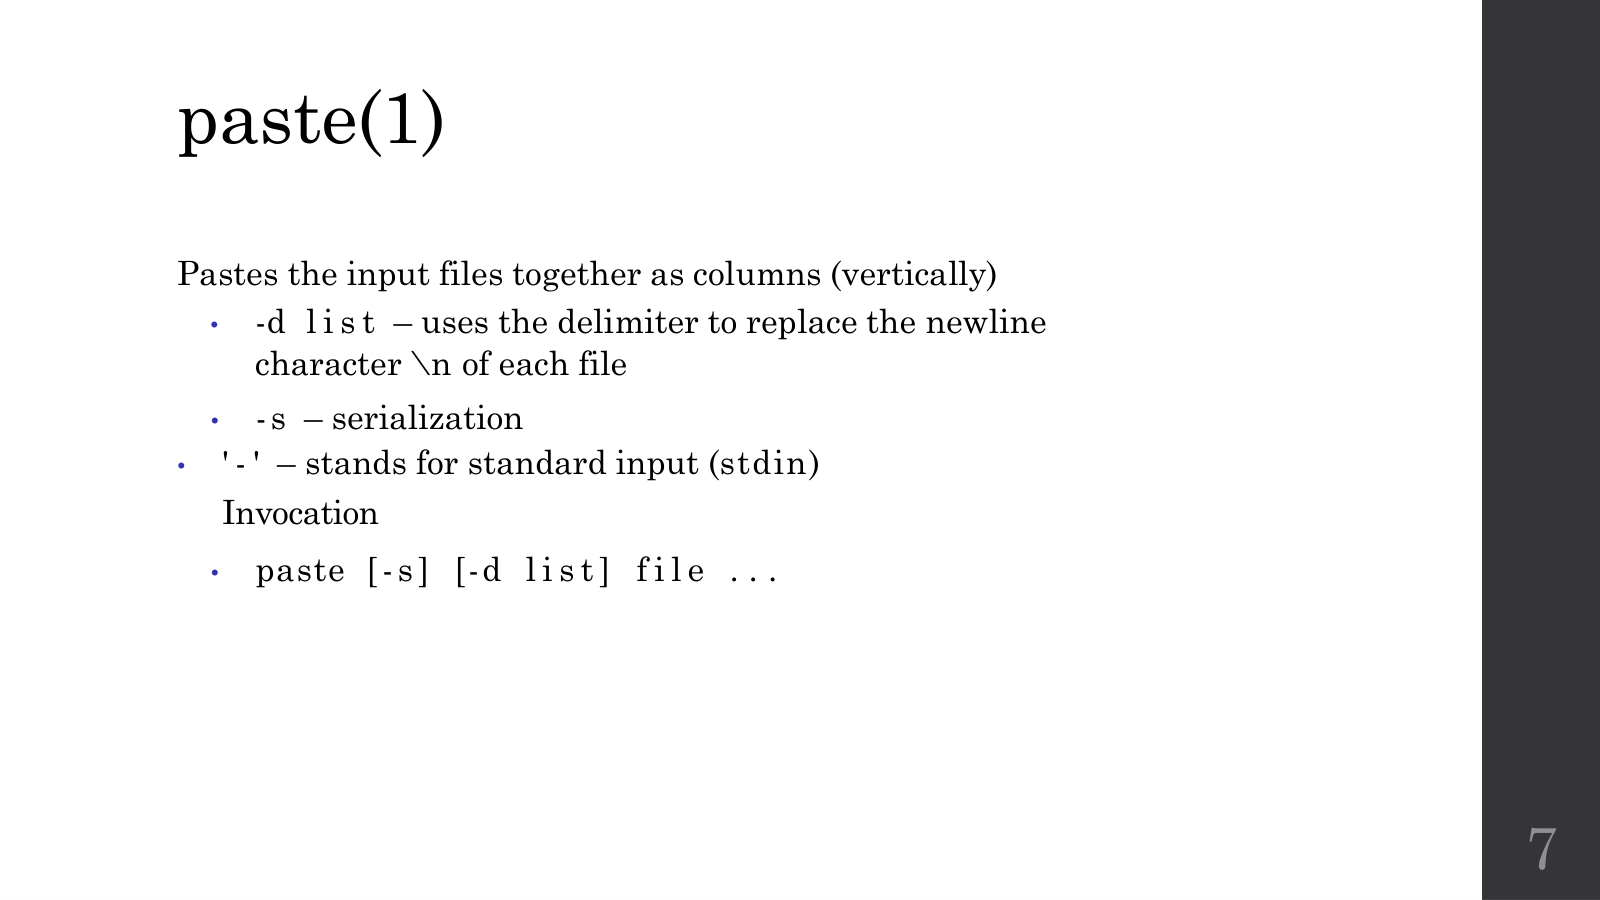 paste(1)
Pastes the input files together as columns (vertically)
• -d list – uses the delimiter to replace the newline
character \n of each file
• -s – serialization
• '-' – stands for standard input (stdin)
Invocation
• paste [-s] [-d list] file ...
7